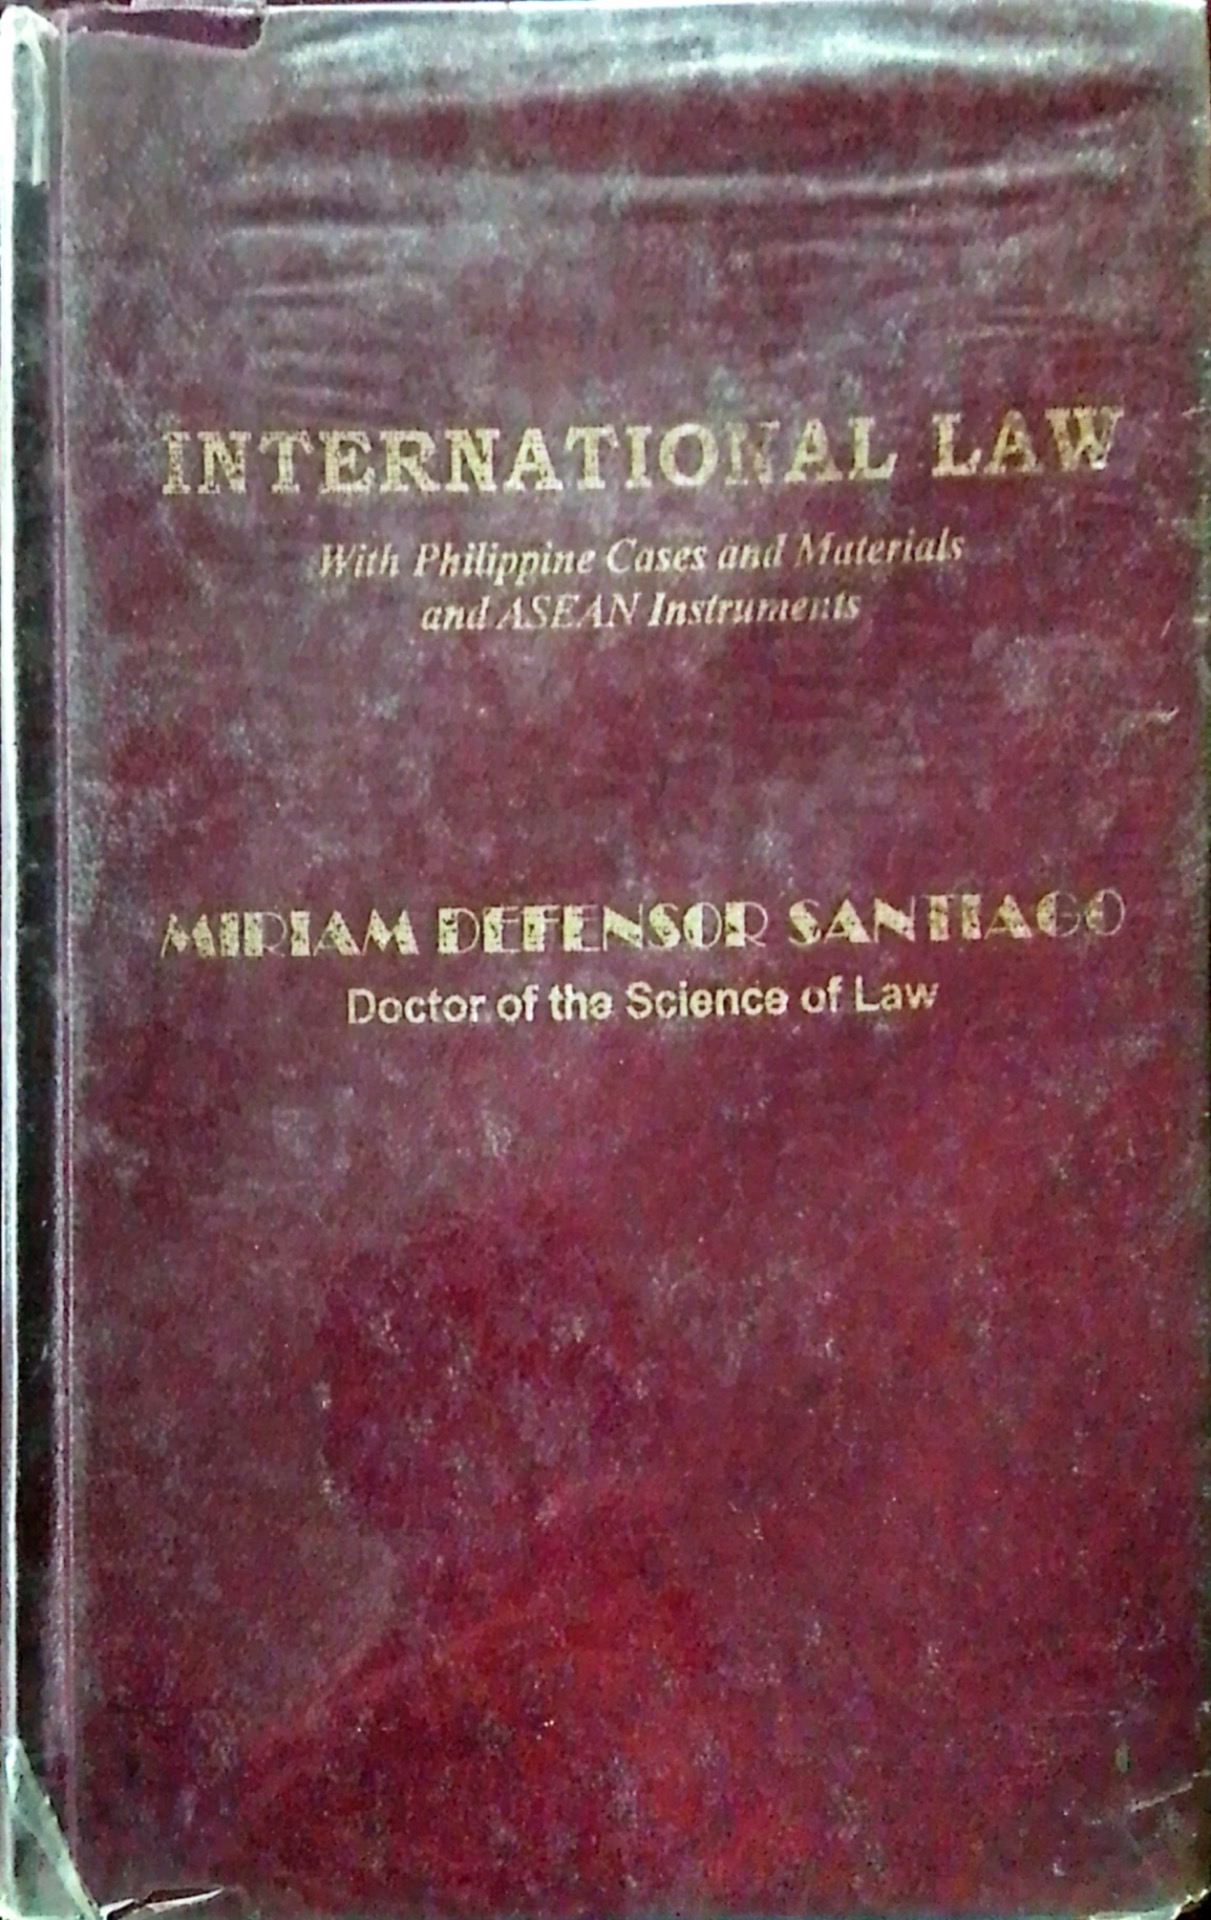 INTERNATIONAL LAW
With Philippine Cases and Materials
and ASEAN Instruments
MIRIAM DEFENSOR SANTIAGO
Doctor of the Science of Law